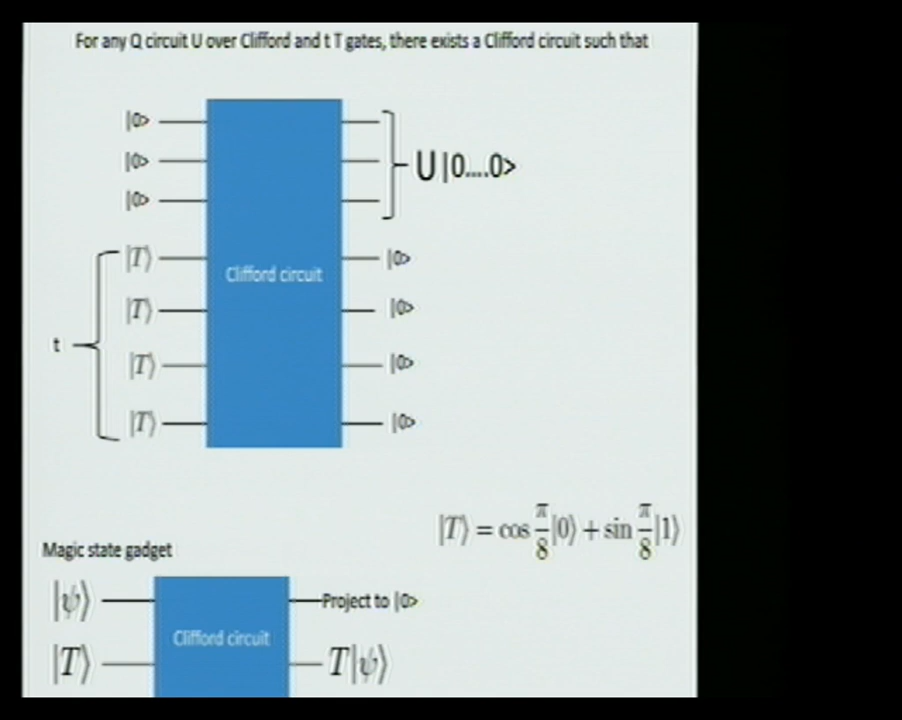 For any Q circuit U over Clifford and t T gates, there exists a Clifford circuit such that
|0>
|0>
|0>
U|0....0>
|T⟩ |0>
Clifford circuit
|T⟩ |0>
t
|T⟩ |0>
|T⟩ |0>
|T⟩ = cos π/8 |0⟩ + sin π/8 |1⟩
Magic state gadget
|ψ⟩ Project to |0>
Clifford circuit
|T⟩ T|ψ⟩